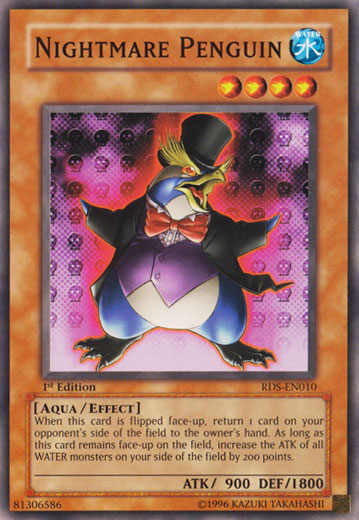 NIGHTMARE PENGUIN
WATER
水
1st Edition
RDS-EN010
[AQUA/EFFECT]
When this card is flipped face-up, return 1 card on your
opponent's side of the field to the owner's hand. As long as
this card remains face-up on the field, increase the ATK of all
WATER monsters on your side of the field by 200 points.
ATK/ 900 DEF/1800
81306586
©1996 KAZUKI TAKAHASHI